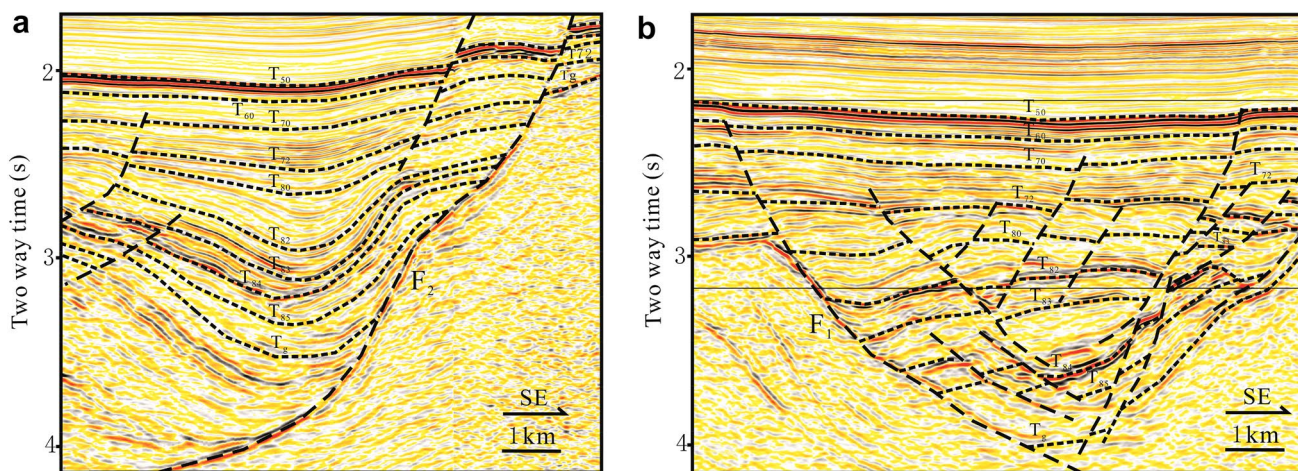 a
Two way time (s)
2
3
4
T50
T60
T70
T72
T80
T82
T83
T84
T85
Tg
T72
Tg
F2
SE
1km
b
Two way time (s)
2
3
4
T50
T60
T70
T72
T72
T80
T82
T83
T84
T85
Tg
F1
SE
1km